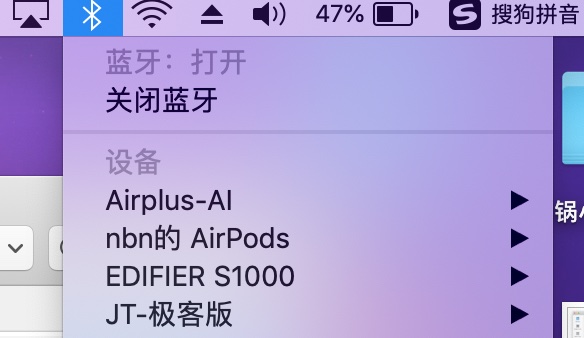 47% 搜狗拼音
蓝牙：打开
关闭蓝牙
设备
Airplus-AI
nbn的 AirPods
EDIFIER S1000
JT-极客版
锅